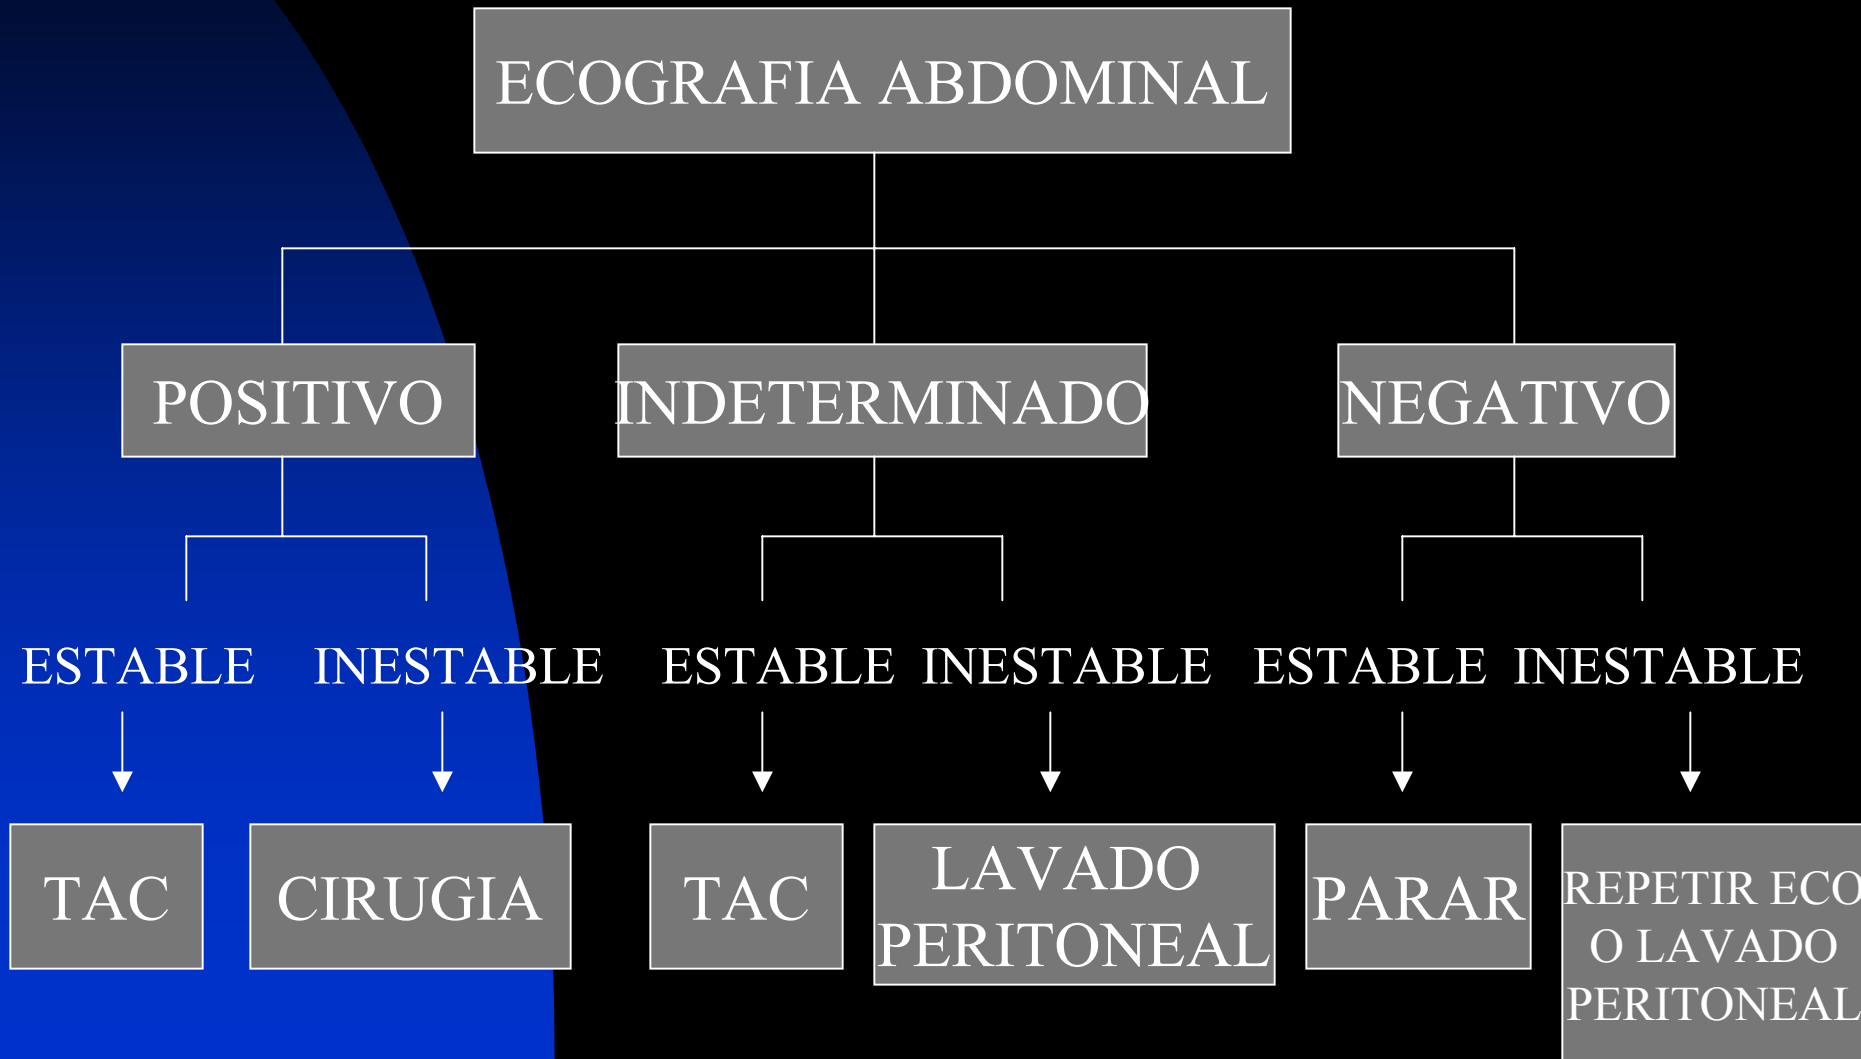 ECOGRAFIA ABDOMINAL
POSITIVO
INDETERMINADO
NEGATIVO
ESTABLE
INESTABLE
ESTABLE
INESTABLE
ESTABLE
INESTABLE
TAC
CIRUGIA
TAC
LAVADO
PERITONEAL
PARAR
REPETIR ECO
O LAVADO
PERITONEAL